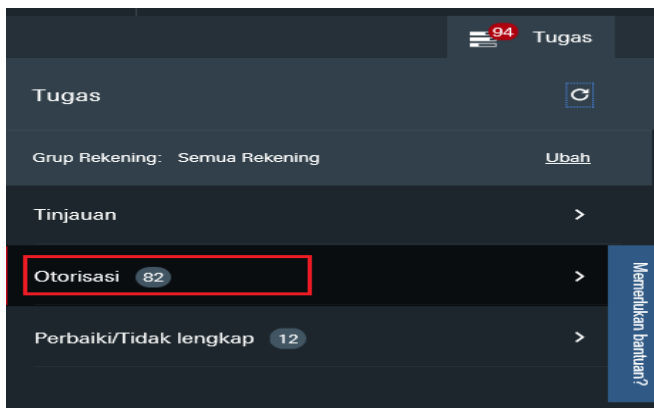 94 Tugas
Tugas
Grup Rekening: Semua Rekening Ubah
Tinjauan
Otorisasi 82
Perbaiki/Tidak lengkap 12
Memerlukan bantuan?